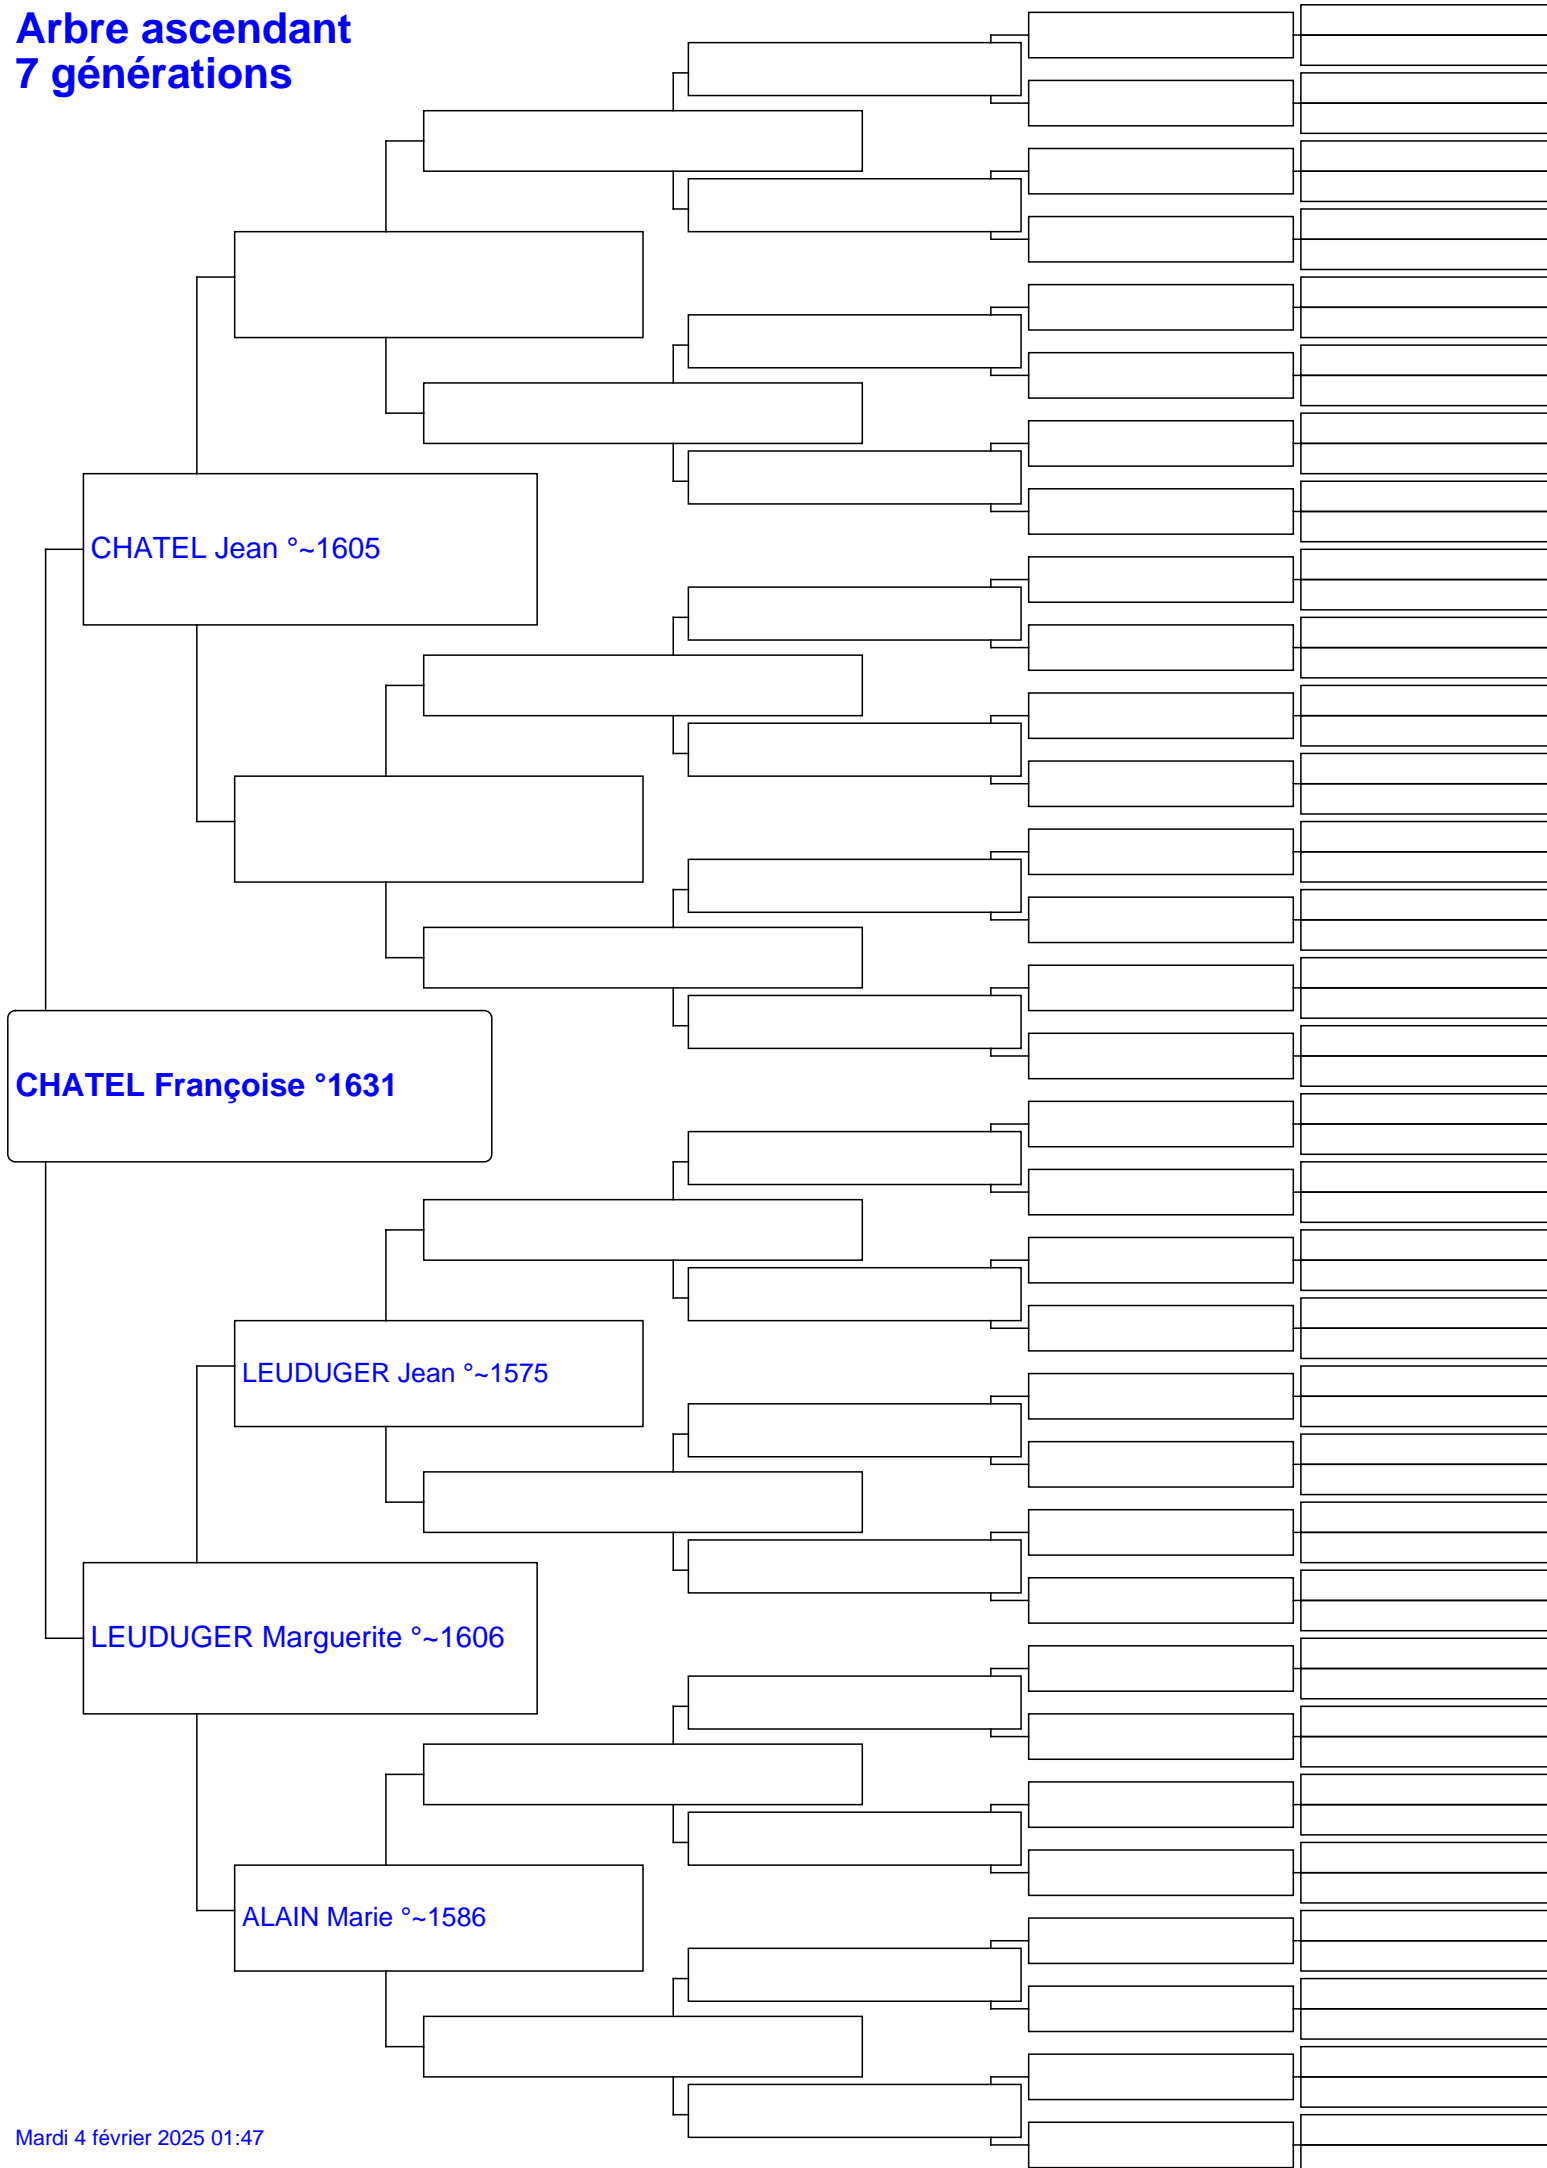 Arbre ascendant
7 générations
CHATEL Jean °~1605
CHATEL Françoise °1631
LEUDUGER Jean °~1575
LEUDUGER Marguerite °~1606
ALAIN Marie °~1586
Mardi 4 février 2025 01:47